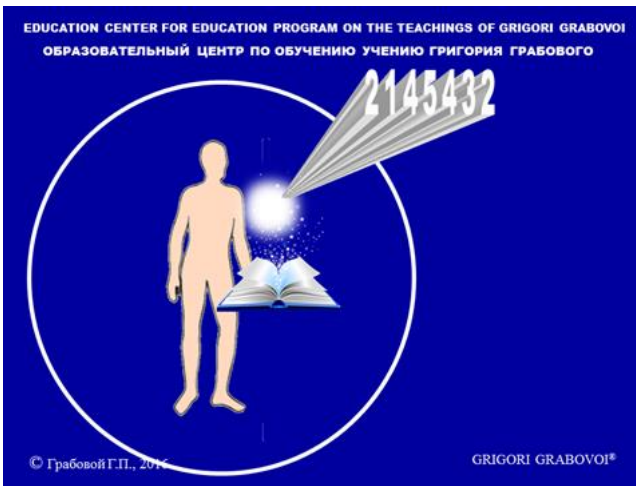 EDUCATION CENTER FOR EDUCATION PROGRAM ON THE TEACHINGS OF GRIGORI GRABOVOI
ОБРАЗОВАТЕЛЬНЫЙ ЦЕНТР ПО ОБУЧЕНИЮ УЧЕНИЮ ГРИГОРИЯ ГРАБОВОГО
2145432
© Грабовой Г.П., 2016
GRIGORI GRABOVOI®